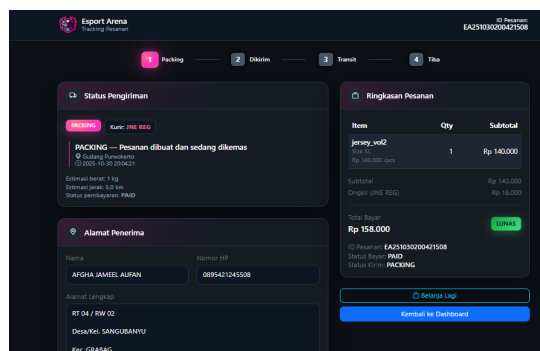 Esport Arena
Tracking Pesanan
ID Pesanan:
EA251030200421508
1 Packing
2 Dikirim
3 Transit
4 Tiba
Status Pengiriman
PACKING
Kurir: JNE REG
PACKING — Pesanan dibuat dan sedang dikemas
Gudang Purwokerto
2025-10-30 20:04:21
Estimasi berat: 1 kg
Estimasi jarak: 5.0 km
Status pembayaran: PAID
Alamat Penerima
Nama
Nomor HP
AFGHA JAMEEL AUFAN
0895421245508
Alamat Lengkap
RT 04 / RW 02
Desa/Kel. SANGUBANYU
Kec. GRABAG
Ringkasan Pesanan
Item Qty Subtotal
jersey_vol2
Size XL
Rp 140.000 /pcs
1
Rp 140.000
Subtotal Rp 140.000
Ongkir (JNE REG) Rp 18.000
Total Bayar
Rp 158.000
LUNAS
ID Pesanan: EA251030200421508
Status Bayar: PAID
Status Kirim: PACKING
Belanja Lagi
Kembali ke Dashboard